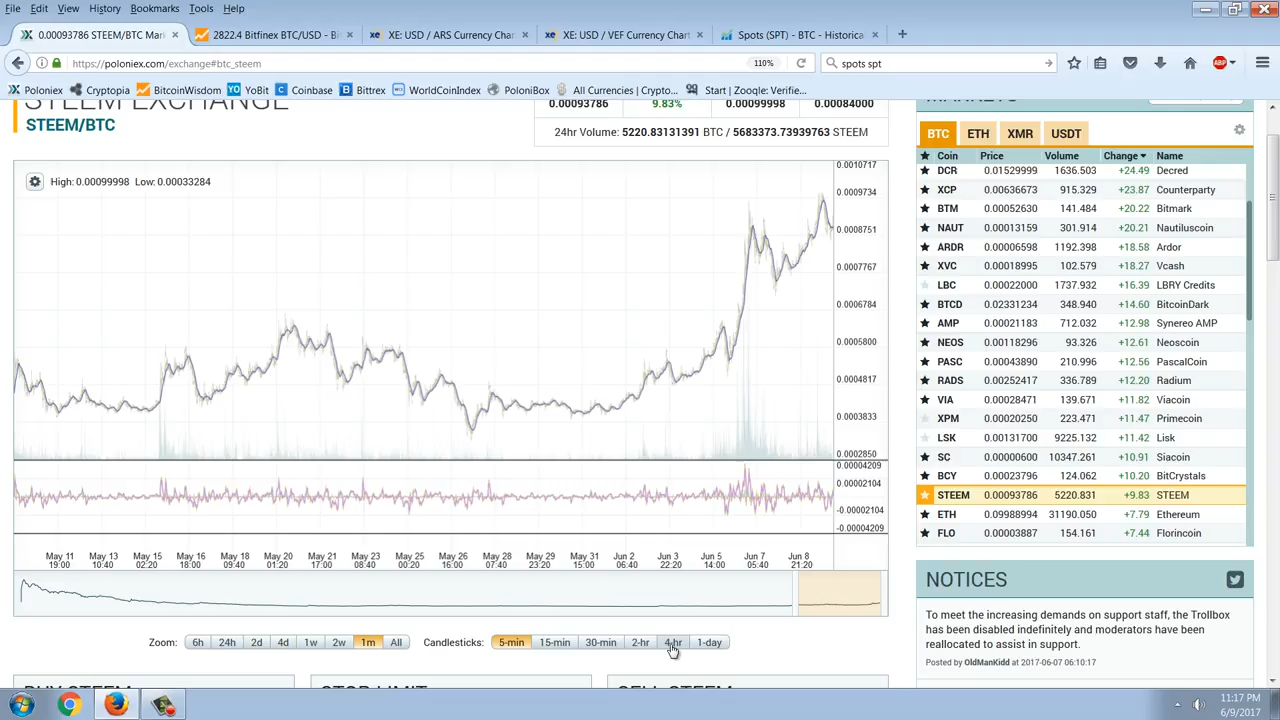 File Edit View History Bookmarks Tools Help
0.00093786 STEEM/BTC Mar
2822.4 Bitfinex BTC/USD - Bi
XE: USD / ARS Currency Char
XE: USD / VEF Currency Chart
Spots (SPT) - BTC - Historica
https://poloniex.com/exchange#btc_steem
110%
spots spt
ABP
Poloniex Cryptopia BitcoinWisdom YoBit Coinbase Bittrex WorldCoinIndex PoloniBox All Currencies | Crypto... Start | Zoogle: Verifie...
STEEM EXCHANGE
STEEM/BTC
0.00093786 9.83% 0.00099998 0.00084000
24hr Volume: 5220.83131391 BTC / 5683373.73939763 STEEM
High: 0.00099998 Low: 0.00033284
0.0010717
0.0009734
0.0008751
0.0007767
0.0006784
0.0005800
0.0004817
0.0003833
0.0002850
0.00004209
0.00002104
-0.00002104
-0.00004209
May 11 May 13 May 15 May 16 May 18 May 20 May 21 May 23 May 25 May 26 May 28 May 29 May 31 Jun 2 Jun 3 Jun 5 Jun 7 Jun 8
19:00 10:40 02:20 18:00 09:40 01:20 17:00 08:40 00:20 16:00 07:40 23:20 15:00 06:40 22:20 14:00 05:40 21:20
Zoom: 6h 24h 2d 4d 1w 2w 1m All Candlesticks: 5-min 15-min 30-min 2-hr 4-hr 1-day
BUY STEEM STOP-LIMIT SELL STEEM
MARKETS
BTC ETH XMR USDT
Coin Price Volume Change Name
DCR 0.01529999 1636.503 +24.49 Decred
XCP 0.00636673 915.329 +23.87 Counterparty
BTM 0.00052630 141.484 +20.22 Bitmark
NAUT 0.00013159 301.914 +20.21 Nautiluscoin
ARDR 0.00006598 1192.398 +18.58 Ardor
XVC 0.00018995 102.579 +18.27 Vcash
LBC 0.00022000 1737.932 +16.39 LBRY Credits
BTCD 0.02331234 348.940 +14.60 BitcoinDark
AMP 0.00021183 712.032 +12.98 Synereo AMP
NEOS 0.00118296 93.326 +12.61 Neoscoin
PASC 0.00043890 210.996 +12.56 PascalCoin
RADS 0.00252417 336.789 +12.20 Radium
VIA 0.00028471 139.671 +11.82 Viacoin
XPM 0.00020250 223.471 +11.47 Primecoin
LSK 0.00131700 9225.132 +11.42 Lisk
SC 0.00000600 10347.261 +10.91 Siacoin
BCY 0.00023796 124.062 +10.20 BitCrystals
STEEM 0.00093786 5220.831 +9.83 STEEM
ETH 0.09988994 31190.050 +7.79 Ethereum
FLO 0.00003887 154.161 +7.44 Florincoin
NOTICES
To meet the increasing demands on support staff, the Trollbox
has been disabled indefinitely and moderators have been
reallocated to assist in support.
Posted by OldManKidd at 2017-06-07 06:10:17
11:17 PM
6/9/2017